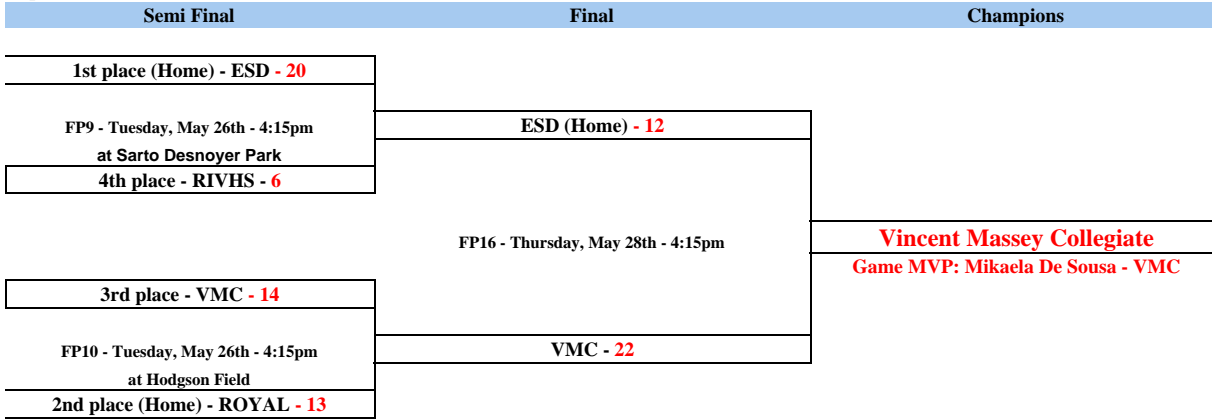 Semi Final Final Champions
1st place (Home) - ESD - 20
FP9 - Tuesday, May 26th - 4:15pm
at Sarto Desnoyer Park
4th place - RIVHS - 6
ESD (Home) - 12
FP16 - Thursday, May 28th - 4:15pm
Vincent Massey Collegiate
Game MVP: Mikaela De Sousa - VMC
3rd place - VMC - 14
FP10 - Tuesday, May 26th - 4:15pm
at Hodgson Field
2nd place (Home) - ROYAL - 13
VMC - 22